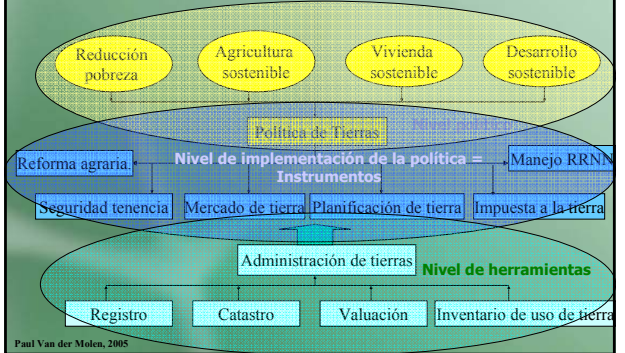 Reducción
pobreza
Agricultura
sostenible
Vivienda
sostenible
Desarrollo
sostenible
Política de Tierras
Reforma agraria.
Nivel de implementación de la política =
Instrumentos
Manejo RRNN
Seguridad tenencia
Mercado de tierra
Planificación de tierra
Impuesta a la tierra
Administración de tierras
Nivel de herramientas
Registro
Catastro
Valuación
Inventario de uso de tierra
Paul Van der Molen, 2005